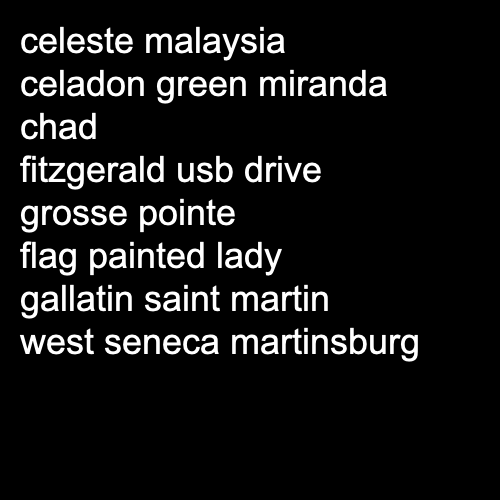 celeste malaysia
celadon green miranda
chad
fitzgerald usb drive
grosse pointe
flag painted lady
gallatin saint martin
west seneca martinsburg